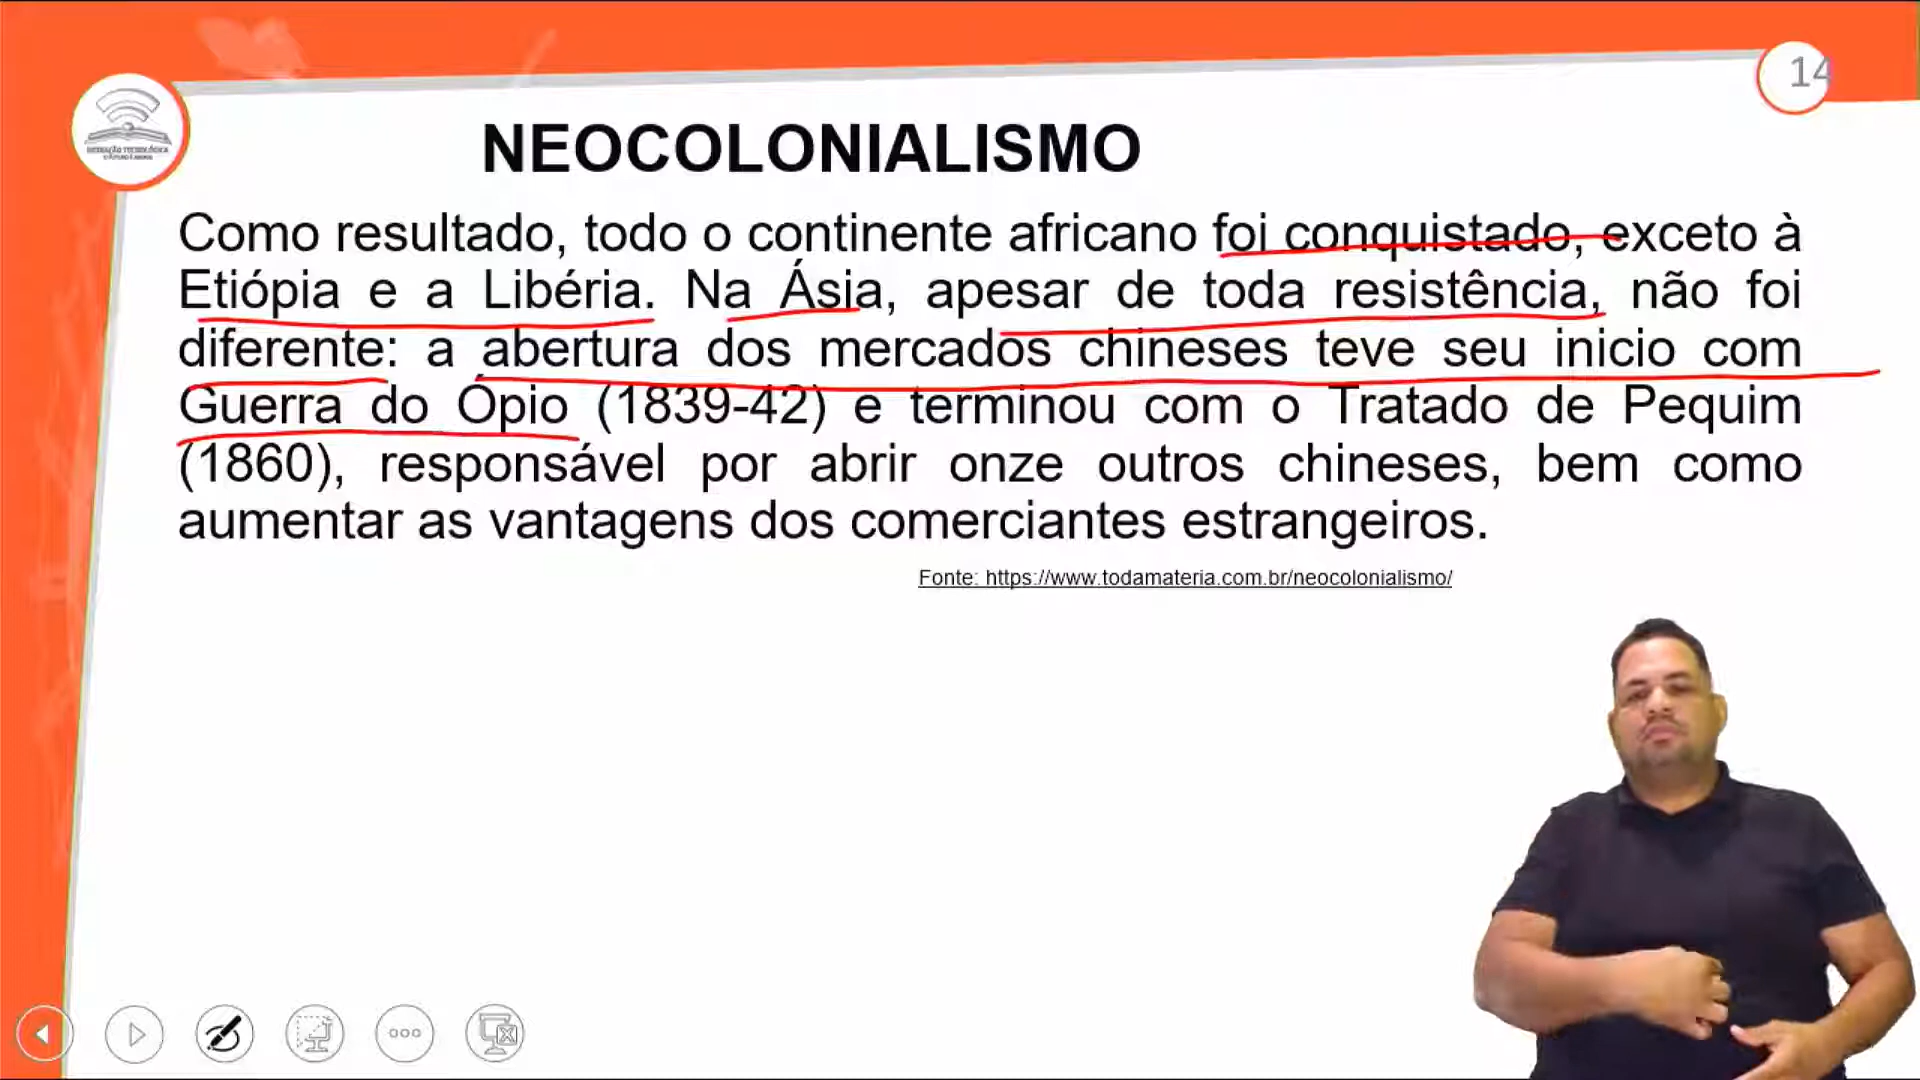 14
NEOCOLONIALISMO
Como resultado, todo o continente africano foi conquistado, exceto à
Etiópia e a Libéria. Na Ásia, apesar de toda resistência, não foi
diferente: a abertura dos mercados chineses teve seu inicio com
Guerra do Ópio (1839-42) e terminou com o Tratado de Pequim
(1860), responsável por abrir onze outros chineses, bem como
aumentar as vantagens dos comerciantes estrangeiros.
Fonte: https://www.todamateria.com.br/neocolonialismo/